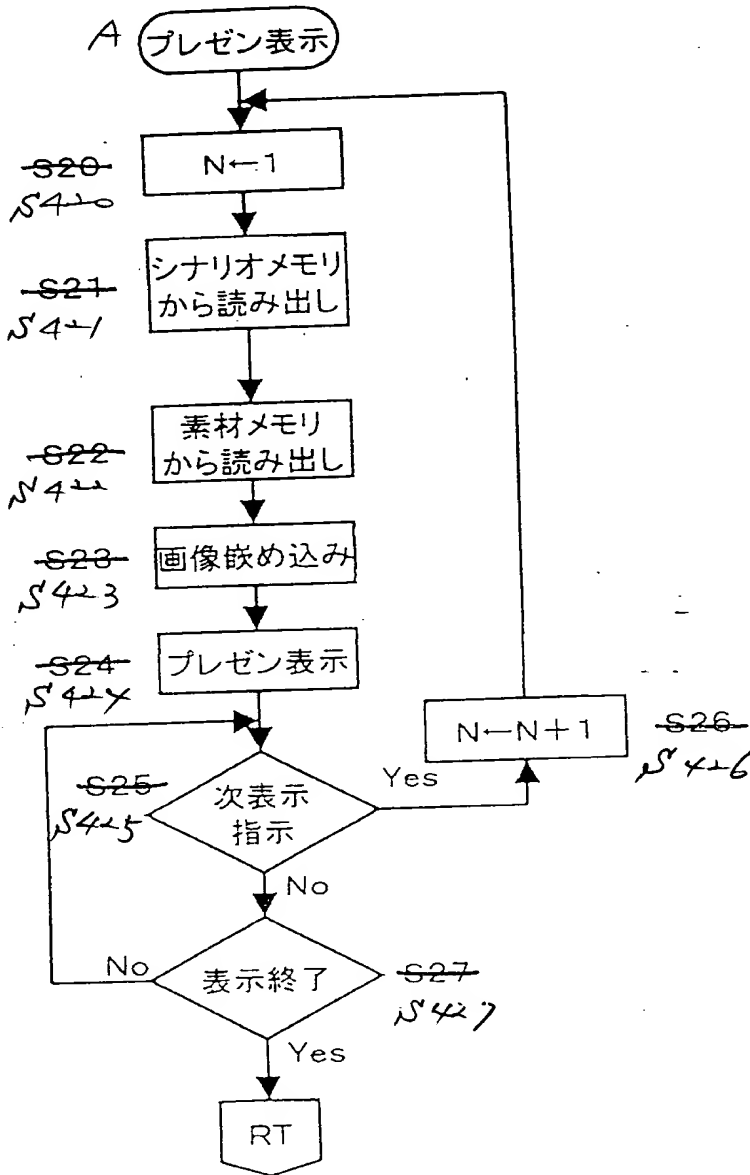 A
プレゼン表示
S20
S420
N←1
S21
S421
シナリオメモリ
から読み出し
S22
S422
素材メモリ
から読み出し
S23
S423
画像嵌め込み
S24
S424
プレゼン表示
N←N+1
S26
S426
S25
S425
次表示
指示
Yes
No
No
表示終了
S27
S427
Yes
RT